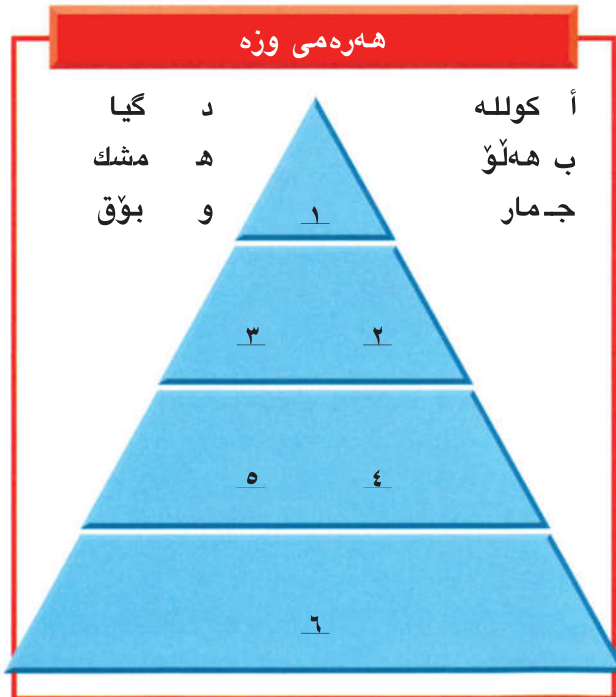 هەرەمی وزە
أ کوللە
ب هەڵۆ
جـ مار
د گیا
هـ مشك
و بۆق
١
٢ ٣
٤ ٥
٦